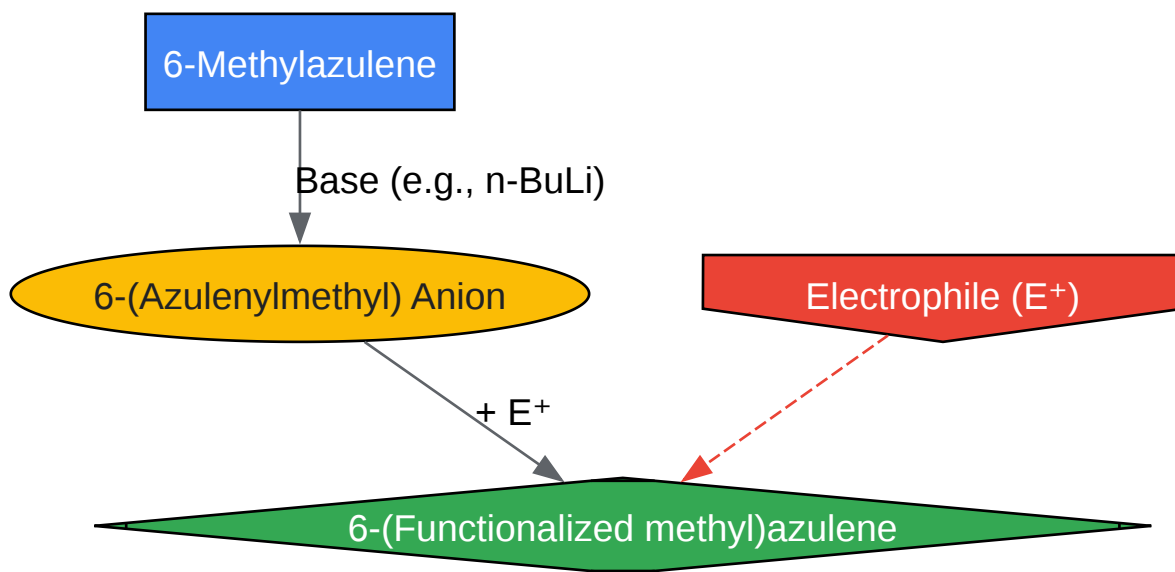 6-Methylazulene
Base (e.g., n-BuLi)
6-(Azulenylmethyl) Anion
Electrophile (E⁺)
+ E⁺
6-(Functionalized methyl)azulene